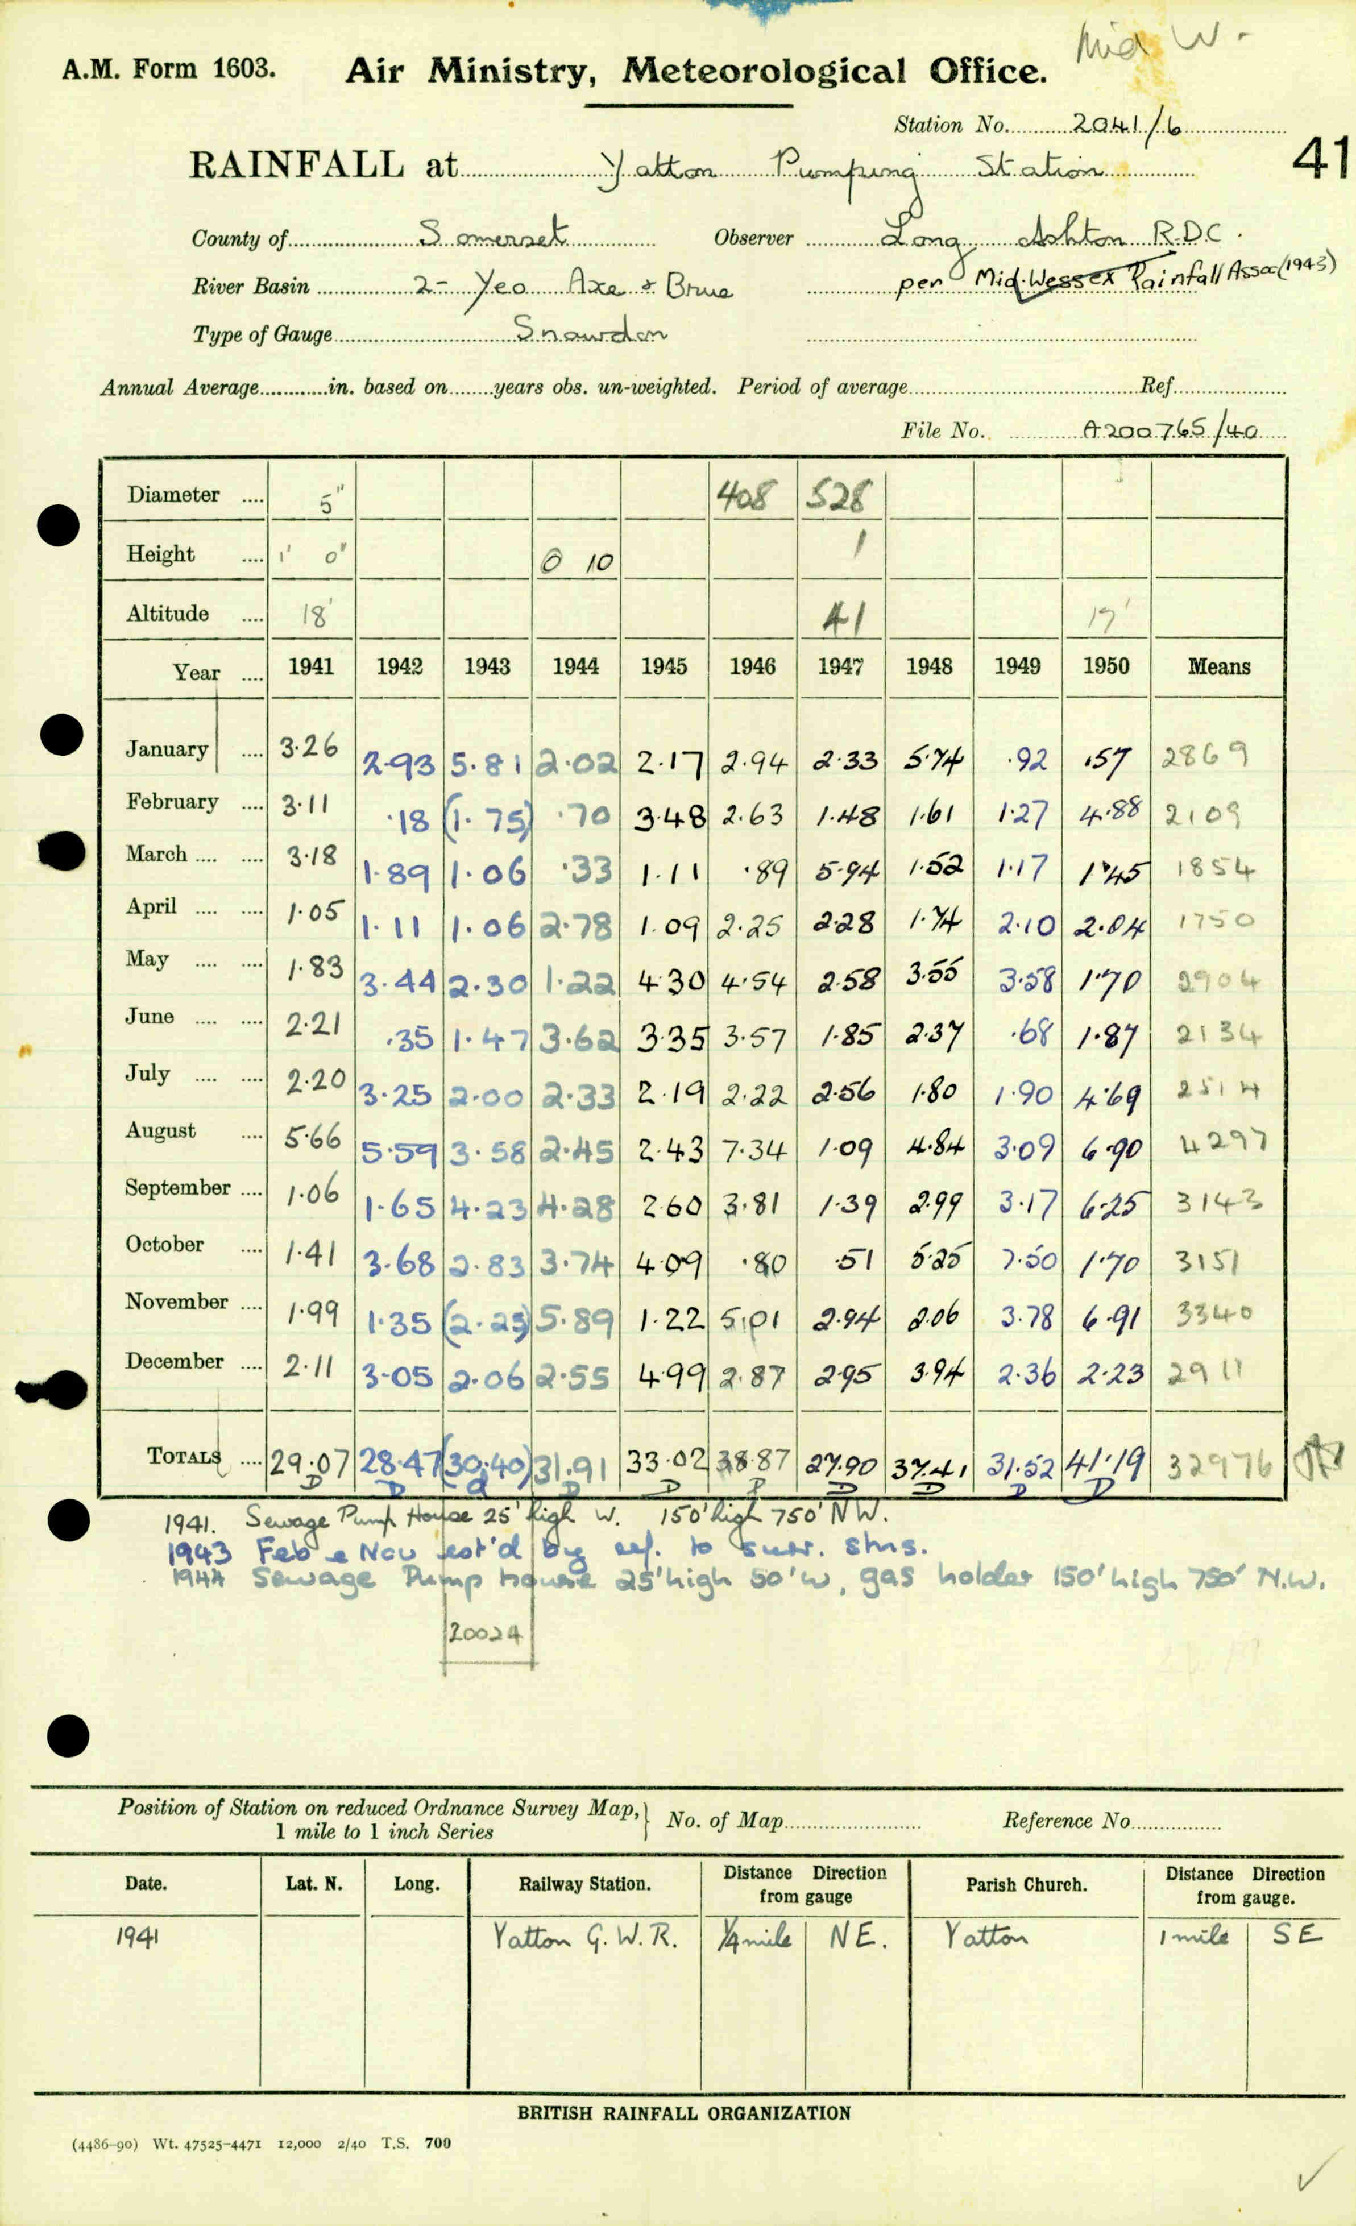 Mid W.
A.M. Form 1603. Air Ministry, Meteorological Office.
Station No. 2041/6
41
RAINFALL at Yatton Pumping Station
County of Somerset Observer Long Ashton R.D.C.
River Basin 2- Yeo Axe & Brue per Mid-Wessex Rainfall Assoc (1943)
Type of Gauge Snowdon
Annual Average in. based on years obs. un-weighted. Period of average Ref.
File No. A200765/40
Diameter 5" 408 528
Height 1' 0" 0 10 1
Altitude 18' 41 17'
Year 1941 1942 1943 1944 1945 1946 1947 1948 1949 1950 Means
January 3.26 2.93 5.81 2.02 2.17 2.94 2.33 5.74 .92 .57 2869
February 3.11 .18 (1.75) .70 3.48 2.63 1.48 1.61 1.27 4.88 2109
March 3.18 1.89 1.06 .33 1.11 .89 5.94 1.52 1.17 1.45 1854
April 1.05 1.11 1.06 2.78 1.09 2.25 2.28 1.74 2.10 2.04 1750
May 1.83 3.44 2.30 1.22 4.30 4.54 2.58 3.55 3.58 1.70 2904
June 2.21 .35 1.47 3.62 3.35 3.57 1.85 2.37 .68 1.87 2134
July 2.20 3.25 2.00 2.33 2.19 2.22 2.56 1.80 1.90 4.69 2514
August 5.66 5.59 3.58 2.45 2.43 7.34 1.09 4.84 3.09 6.90 4297
September 1.06 1.65 4.23 4.28 2.60 3.81 1.39 2.99 3.17 6.25 3143
October 1.41 3.68 2.83 3.74 4.09 .80 .51 5.25 7.50 1.70 3151
November 1.99 1.35 (2.25) 5.89 1.22 5.01 2.94 2.06 3.78 6.91 3340
December 2.11 3.05 2.06 2.55 4.99 2.87 2.95 3.94 2.36 2.23 2911
TOTALS 29.07 28.47 (30.40) 31.91 33.02 38.87 27.90 37.41 31.52 41.19 32976
D D D D D D D D
1941. Sewage Pump House 25' high W. 150' high 750' NW.
1943 Feb & Nov est'd by ref. to surr. stns.
1944 Sewage Pump house 25' high 50' W, gas holder 150' high 750' N.W.
20024
Position of Station on reduced Ordnance Survey Map, No. of Map Reference No.
1 mile to 1 inch Series
Date. Lat. N. Long. Railway Station. Distance from gauge Direction Parish Church. Distance from gauge. Direction
1941 Yatton G.W.R. 1/4 mile NE. Yatton 1 mile SE
BRITISH RAINFALL ORGANIZATION
(4486-90) Wt. 47525-4471 12,000 2/40 T.S. 700